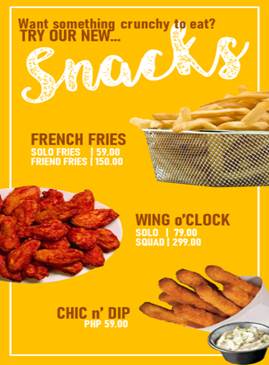 Want something crunchy to eat?
TRY OUR NEW...
Snacks
FRENCH FRIES
SOLO FRIES | 59.00
FRIEND FRIES | 150.00
WING o'CLOCK
SOLO | 79.00
SQUAD | 299.00
CHIC n' DIP
PHP 59.00